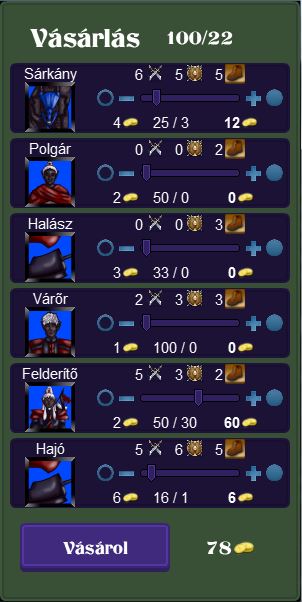 Vásárlás 100/22
Sárkány 6 5 5
4 25 / 3 12
Polgár 0 0 2
2 50 / 0 0
Halász 0 0 3
3 33 / 0 0
Várőr 2 3 3
1 100 / 0 0
Felderítő 5 3 2
2 50 / 30 60
Hajó 5 6 5
6 16 / 1 6
Vásárol 78